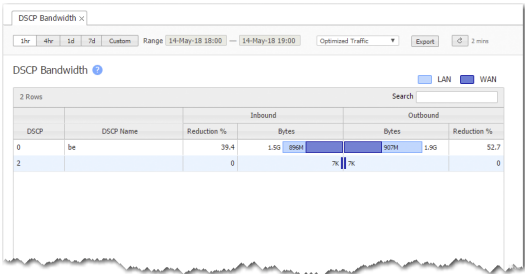 DSCP Bandwidth ×
1hr 4hr 1d 7d Custom Range 14-May-18 18:00 — 14-May-18 19:00 Optimized Traffic ▼ Export 2 mins
DSCP Bandwidth ?
LAN WAN
2 Rows Search
Inbound Outbound
DSCP DSCP Name Reduction % Bytes Bytes Reduction %
0 be 39.4 1.5G 896M 907M 1.9G 52.7
2 0 7K 7K 0